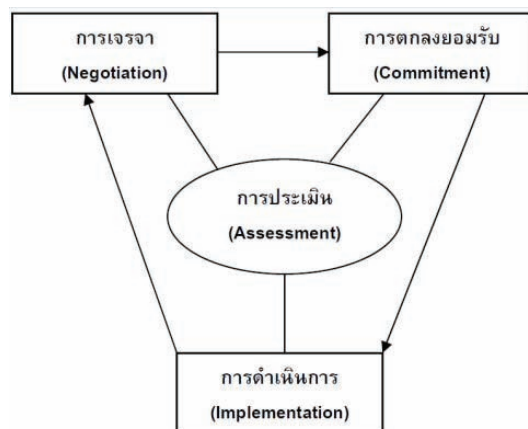 การเจรจา
(Negotiation)
การตกลงยอมรับ
(Commitment)
การประเมิน
(Assessment)
การดำเนินการ
(Implementation)